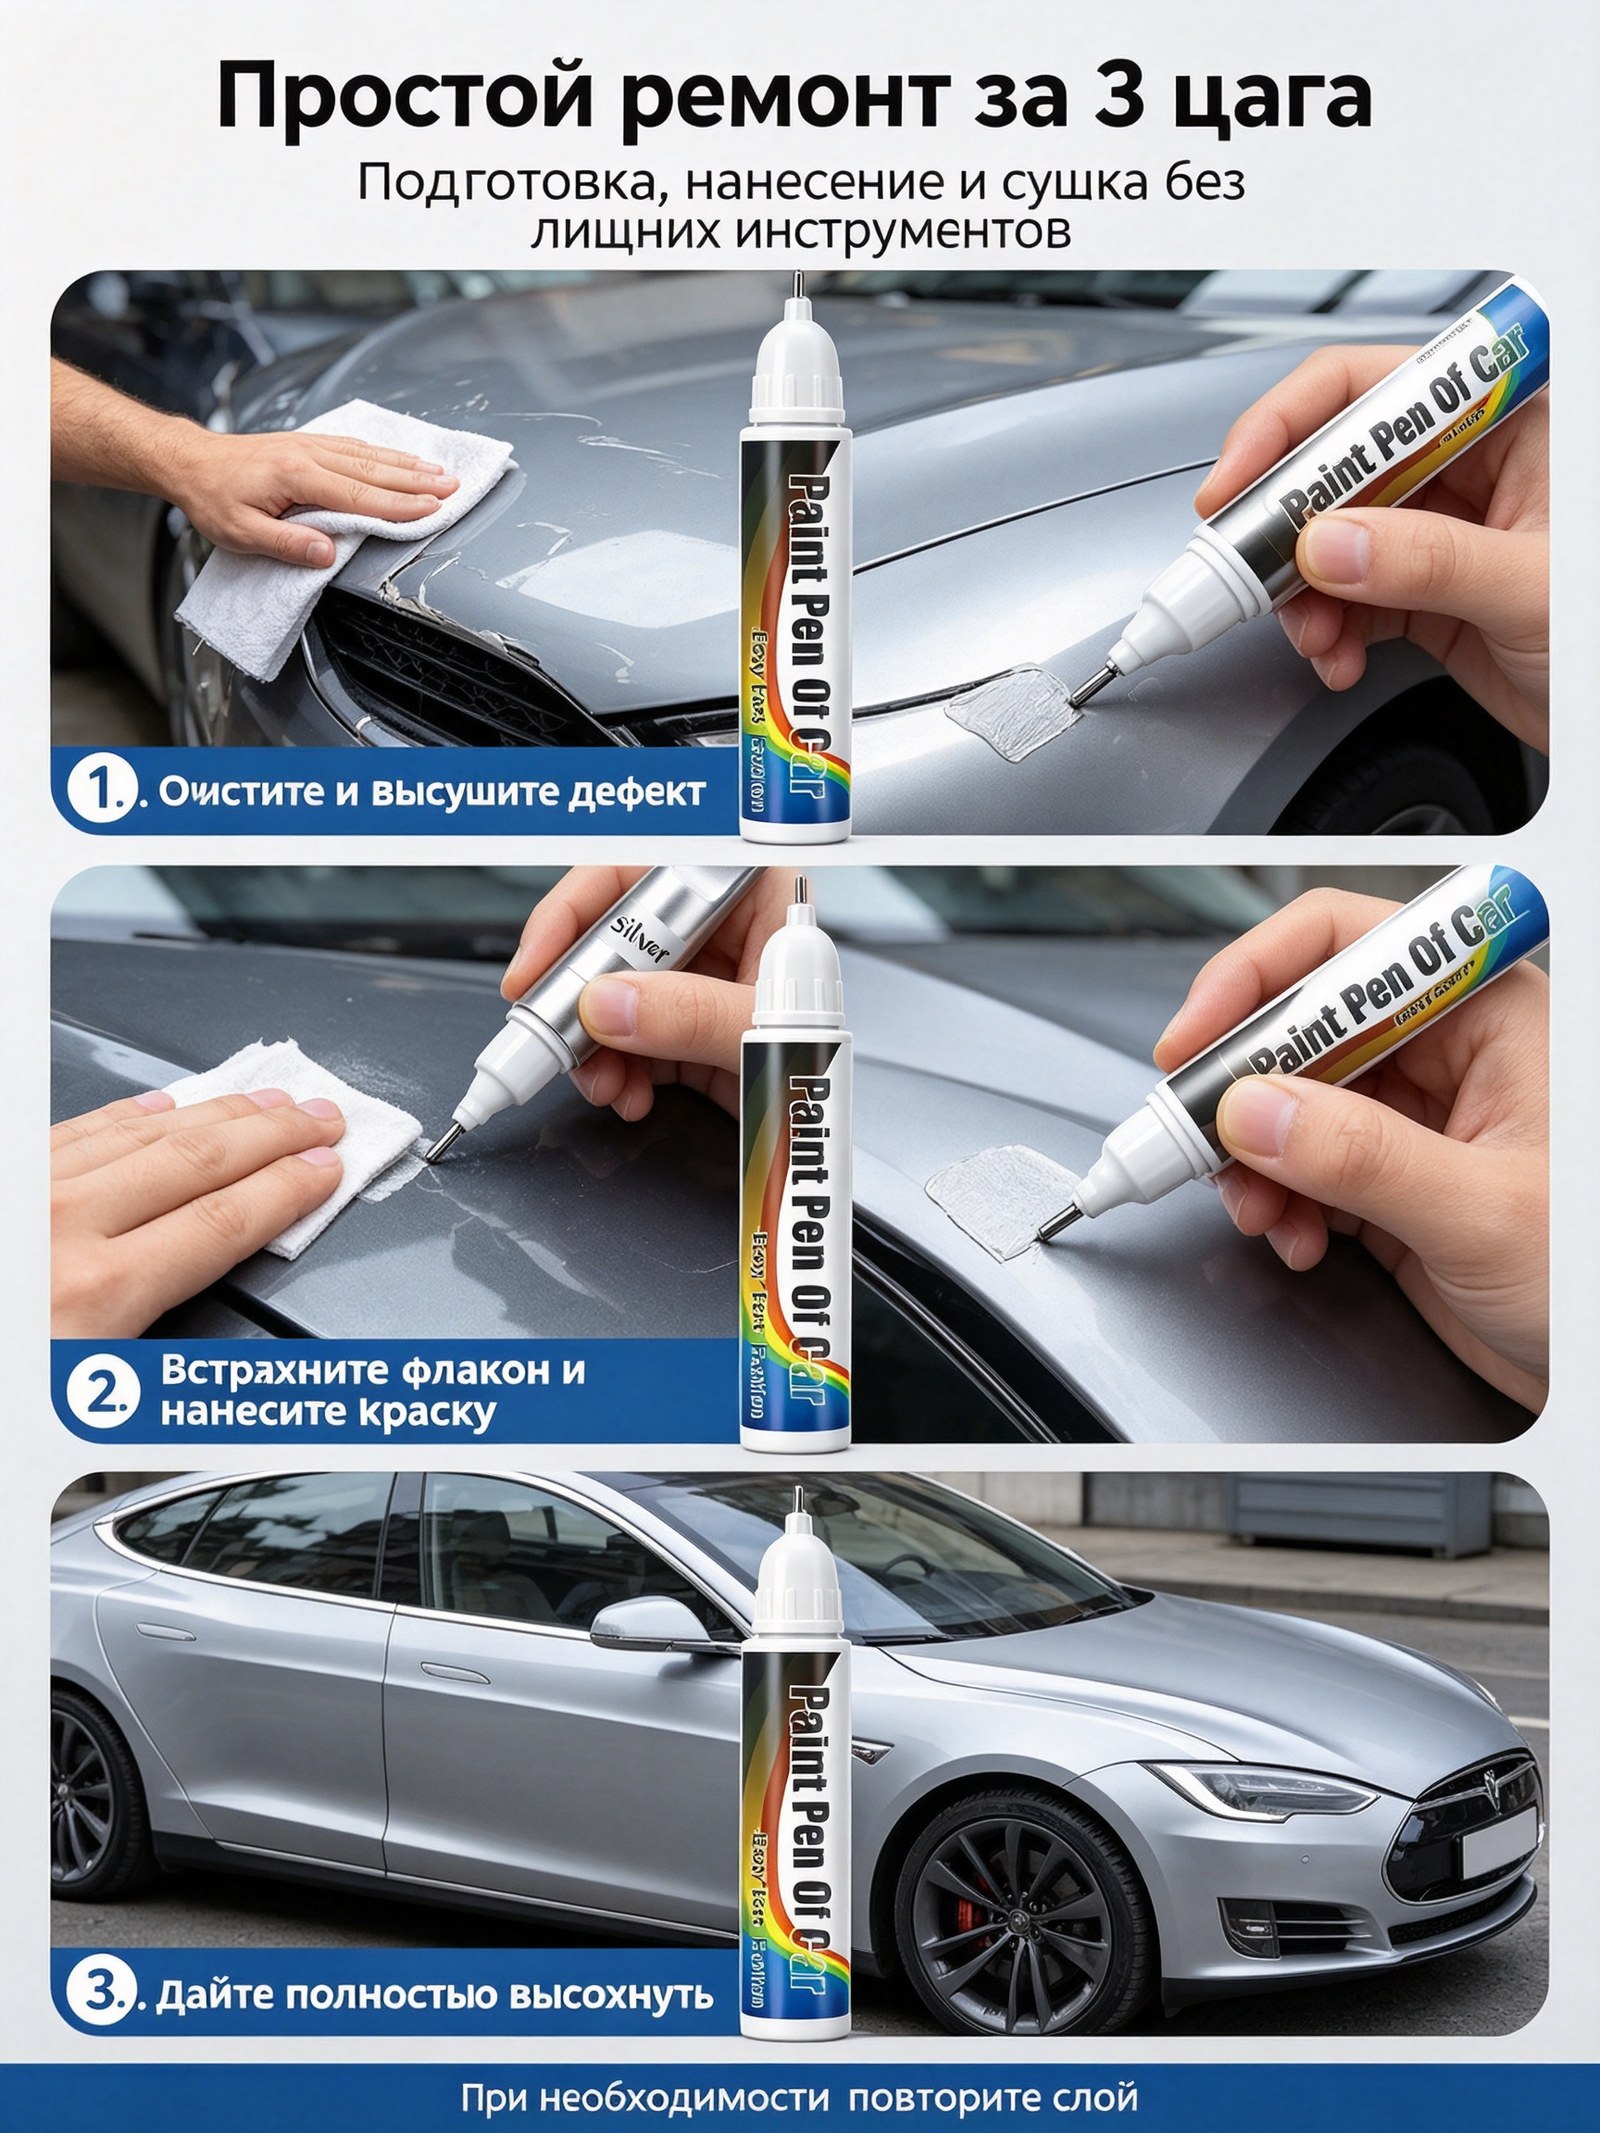 Простой ремонт за 3 цага
Подготовка, нанесение и сушка без
лищних инструментов
Paint Pen Of Car
Paint Pen Of Car
1.. Очистите и высушите дефект
Silver
Paint Pen Of Car
Paint Pen Of Car
2. Встрахните флакон и
нанесите краску
Paint Pen Of Car
3.. Дайте полностью высохнуть
При необходимости повторите слой